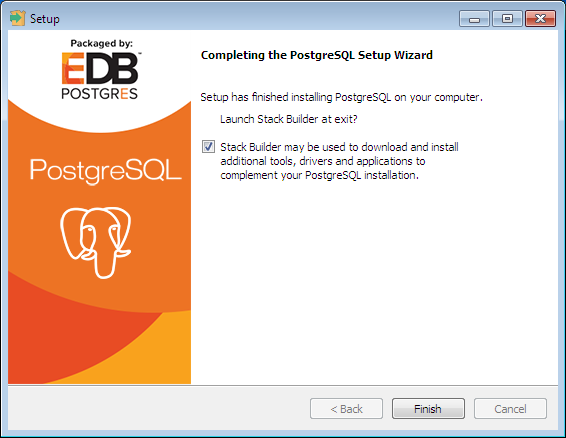 Setup
Packaged by:
EDB™
POSTGRES
PostgreSQL
Completing the PostgreSQL Setup Wizard
Setup has finished installing PostgreSQL on your computer.
Launch Stack Builder at exit?
Stack Builder may be used to download and install
additional tools, drivers and applications to
complement your PostgreSQL installation.
< Back
Finish
Cancel